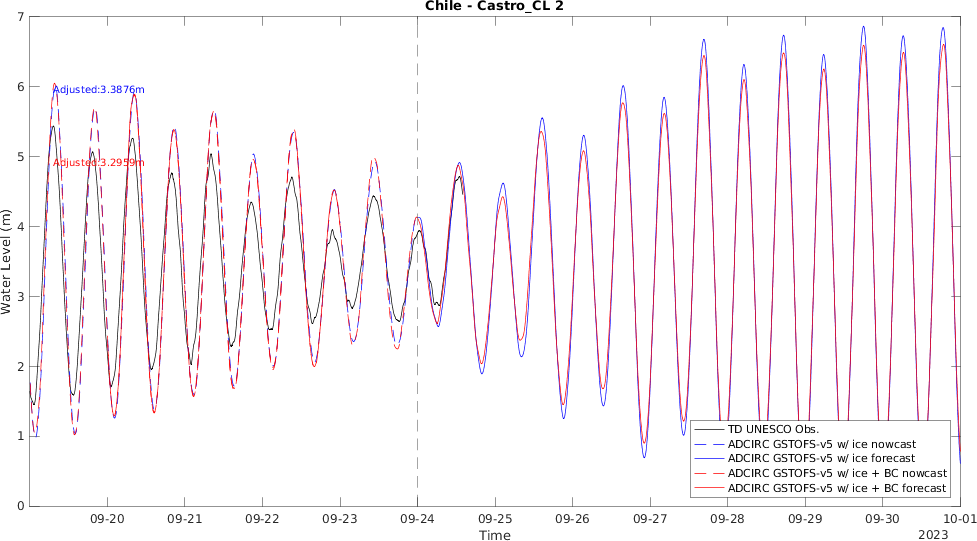 Chile - Castro_CL 2
7
6
5
4
3
2
1
0
Water Level (m)
Adjusted:3.3876m
Adjusted:3.2959m
TD UNESCO Obs.
ADCIRC GSTOFS-v5 w/ ice nowcast
ADCIRC GSTOFS-v5 w/ ice forecast
ADCIRC GSTOFS-v5 w/ ice + BC nowcast
ADCIRC GSTOFS-v5 w/ ice + BC forecast
09-20 09-21 09-22 09-23 09-24 09-25 09-26 09-27 09-28 09-29 09-30 10-01
Time
2023